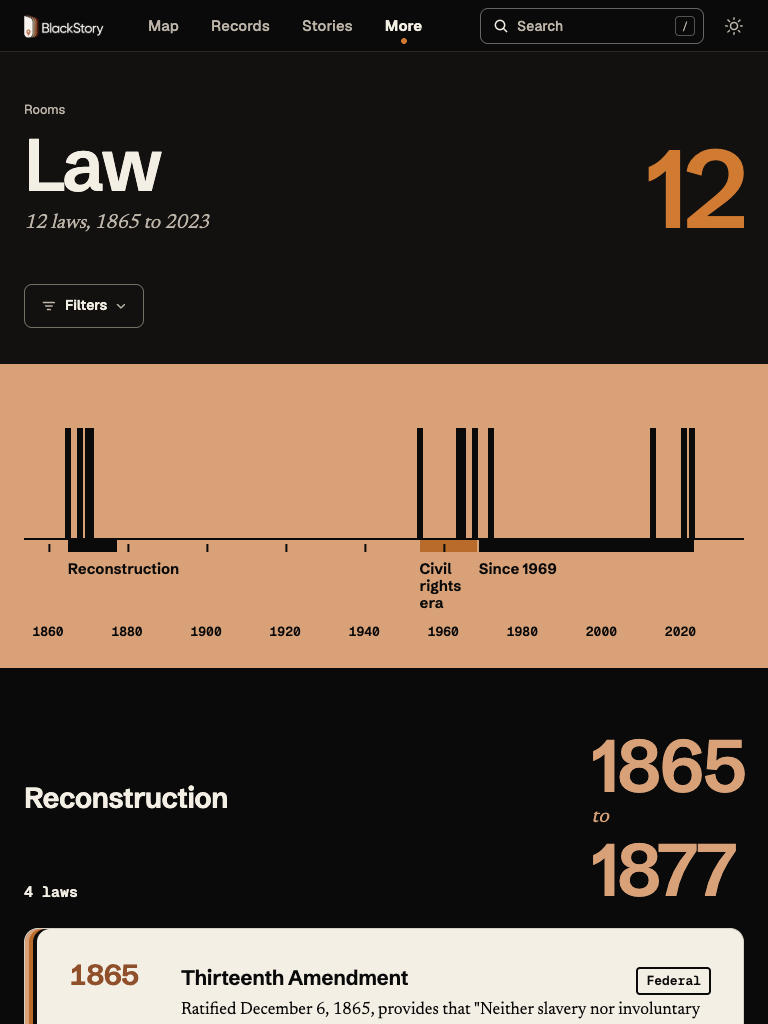 BlackStory
Map
Records
Stories
More
Search
/
Rooms
Law
12
12 laws, 1865 to 2023
Filters
Reconstruction
Civil
rights
era
Since 1969
1860
1880
1900
1920
1940
1960
1980
2000
2020
Reconstruction
1865
to
1877
4 laws
1865
Thirteenth Amendment
Federal
Ratified December 6, 1865, provides that "Neither slavery nor involuntary